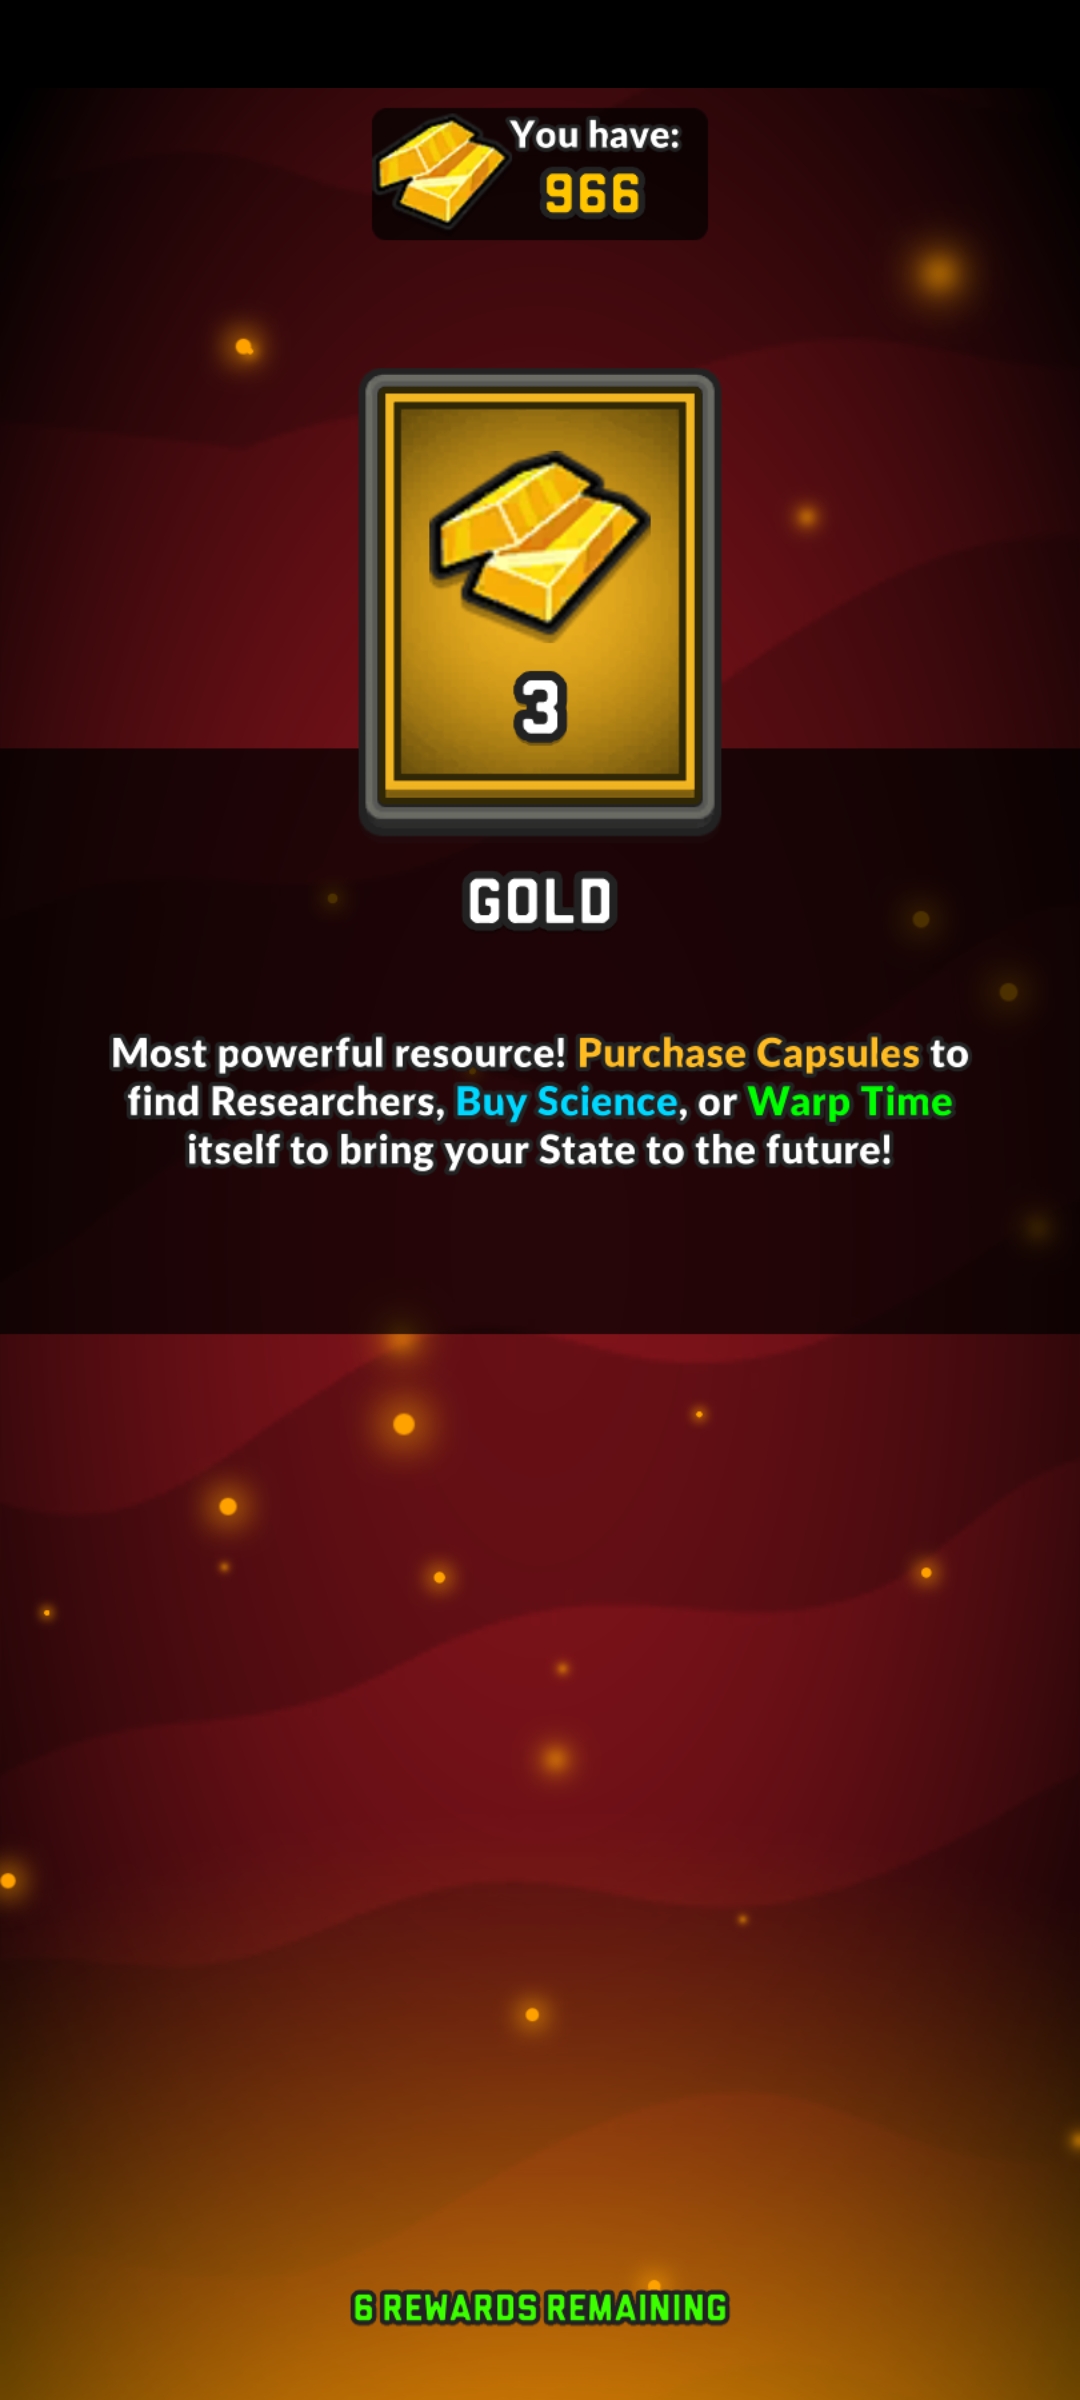 You have:
966
3
GOLD
Most powerful resource! Purchase Capsules to
find Researchers, Buy Science, or Warp Time
itself to bring your State to the future!
6 REWARDS REMAINING